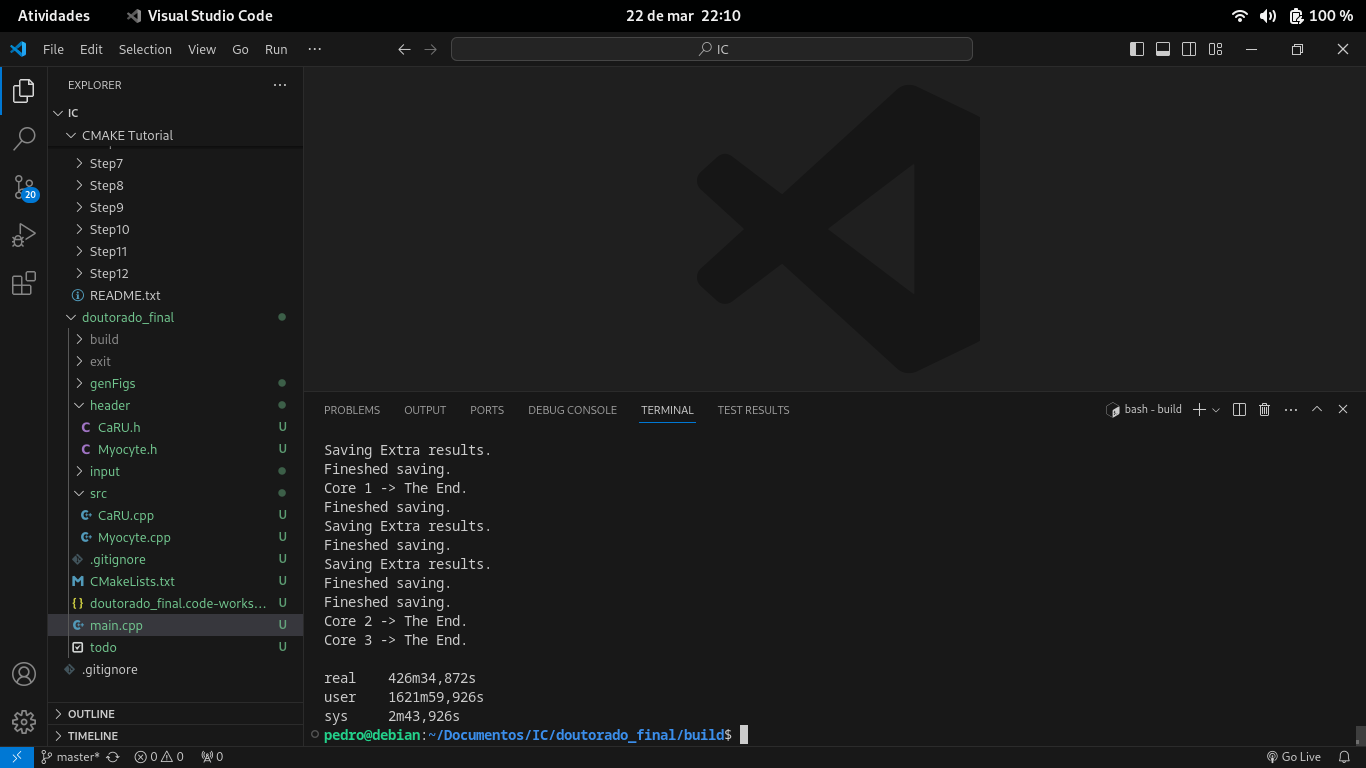 Atividades Visual Studio Code 22 de mar 22:10 100 %
File Edit Selection View Go Run ··· IC
EXPLORER ···
IC
CMAKE Tutorial
Step7
Step8
Step9
Step10
Step11
Step12
README.txt
doutorado_final
build
exit
genFigs
header
CaRU.h U
Myocyte.h U
input
src
CaRU.cpp U
Myocyte.cpp U
.gitignore U
CMakeLists.txt U
doutorado_final.code-works... U
main.cpp U
todo U
.gitignore
OUTLINE
TIMELINE
20
PROBLEMS OUTPUT PORTS DEBUG CONSOLE TERMINAL TEST RESULTS bash - build
Saving Extra results.
Fineshed saving.
Core 1 -> The End.
Fineshed saving.
Saving Extra results.
Fineshed saving.
Saving Extra results.
Fineshed saving.
Fineshed saving.
Core 2 -> The End.
Core 3 -> The End.
real 426m34,872s
user 1621m59,926s
sys 2m43,926s
pedro@debian:~/Documentos/IC/doutorado_final/build$
master* 0 0 0 Go Live